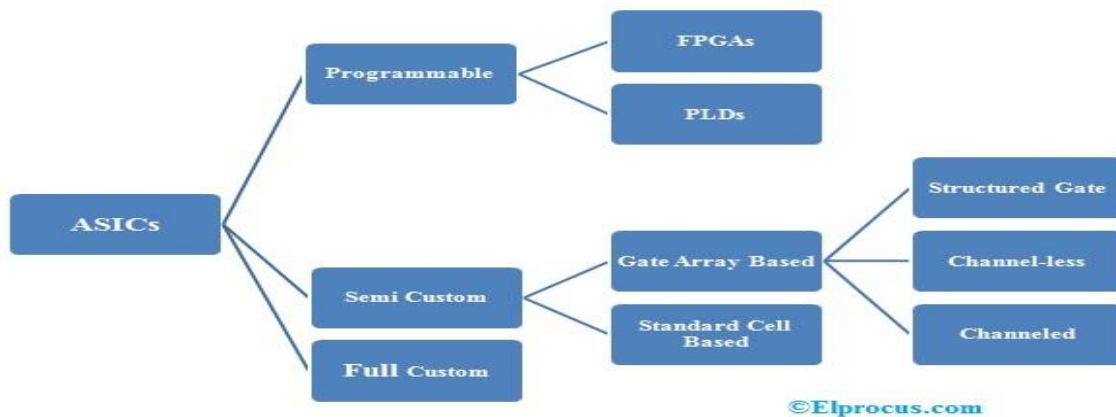 FPGAs
Programmable
PLDs
Structured Gate
ASICs
Gate Array Based
Channel-less
Semi Custom
Standard Cell
Based
Channeled
Full Custom
©Elprocus.com